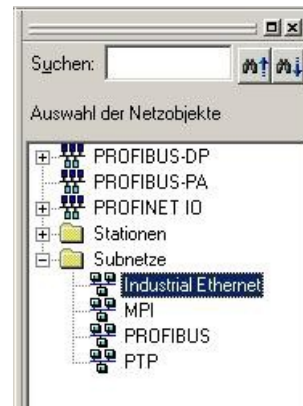 Suchen:
Auswahl der Netzobjekte
PROFIBUS-DP
PROFIBUS-PA
PROFINET IO
Stationen
Subnetze
Industrial Ethernet
MPI
PROFIBUS
PTP